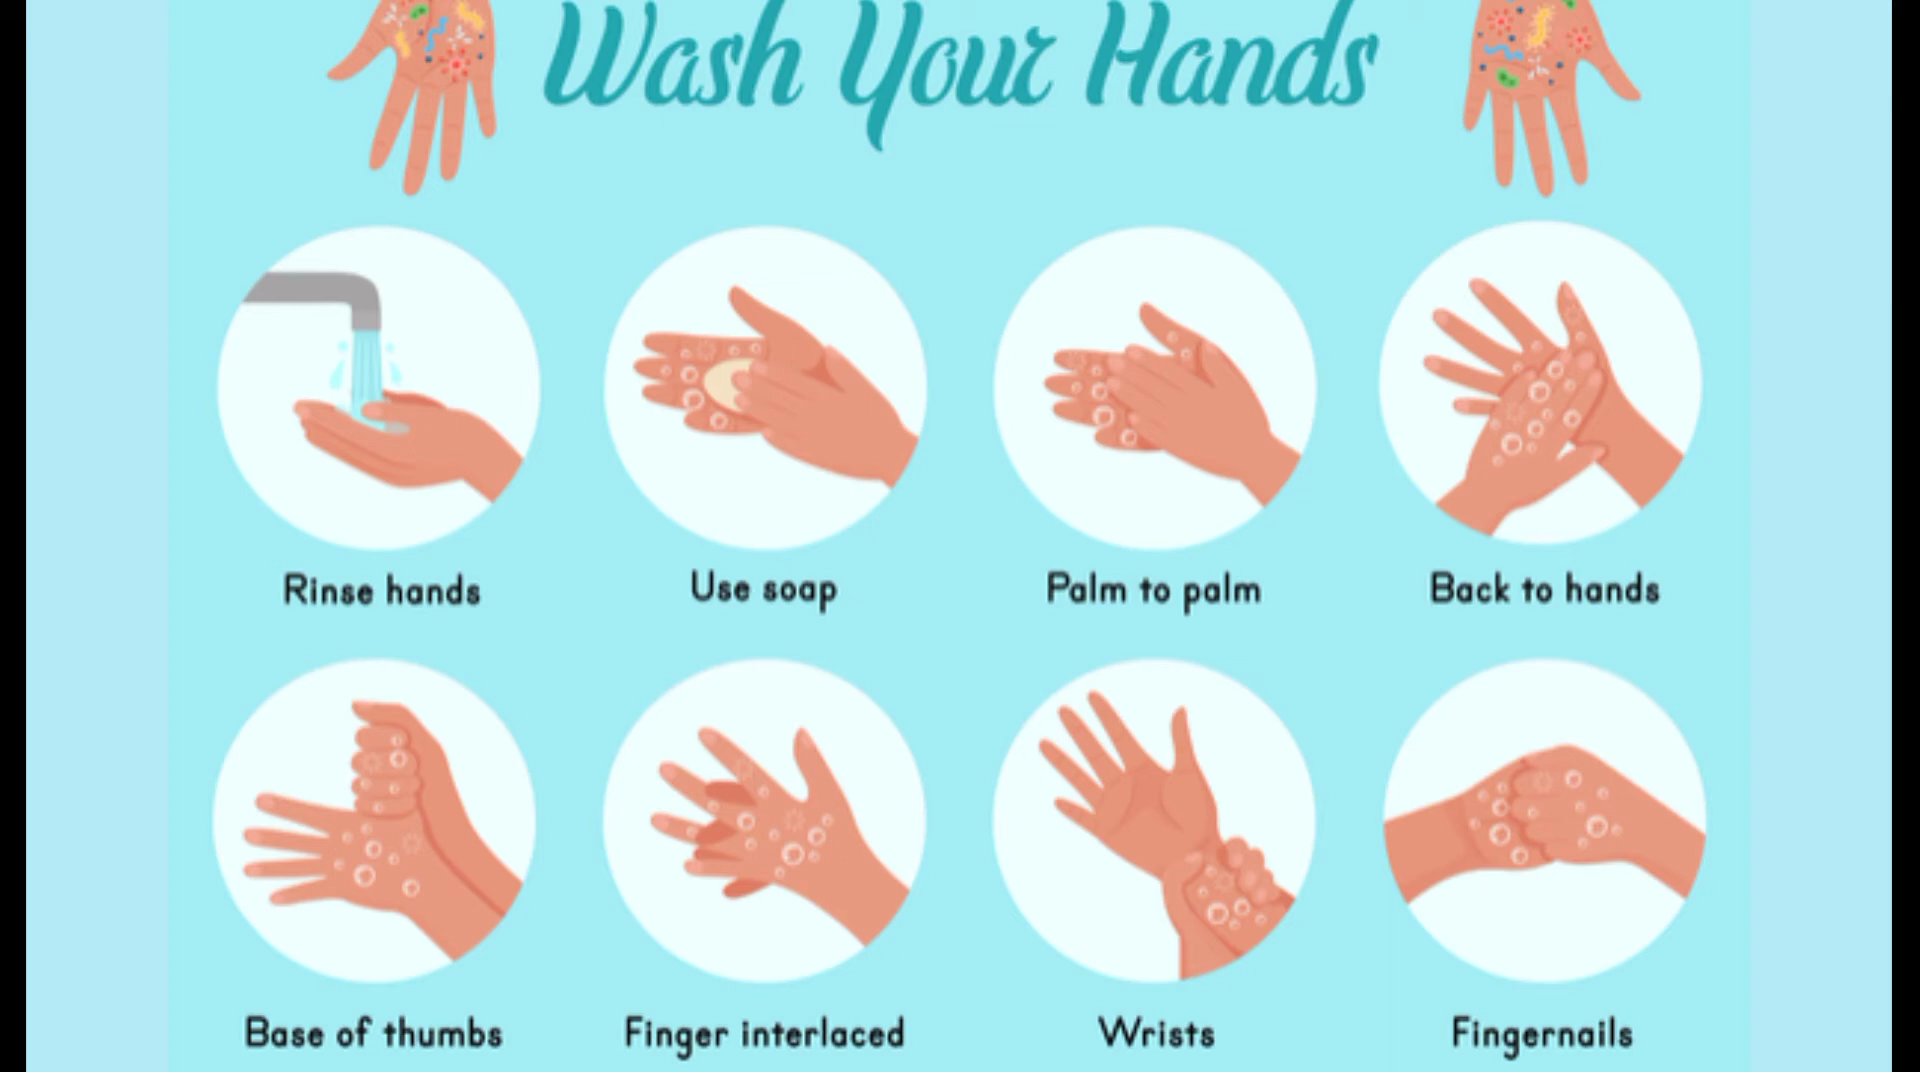 Wash Your Hands
Rinse hands
Use soap
Palm to palm
Back to hands
Base of thumbs
Finger interlaced
Wrists
Fingernails